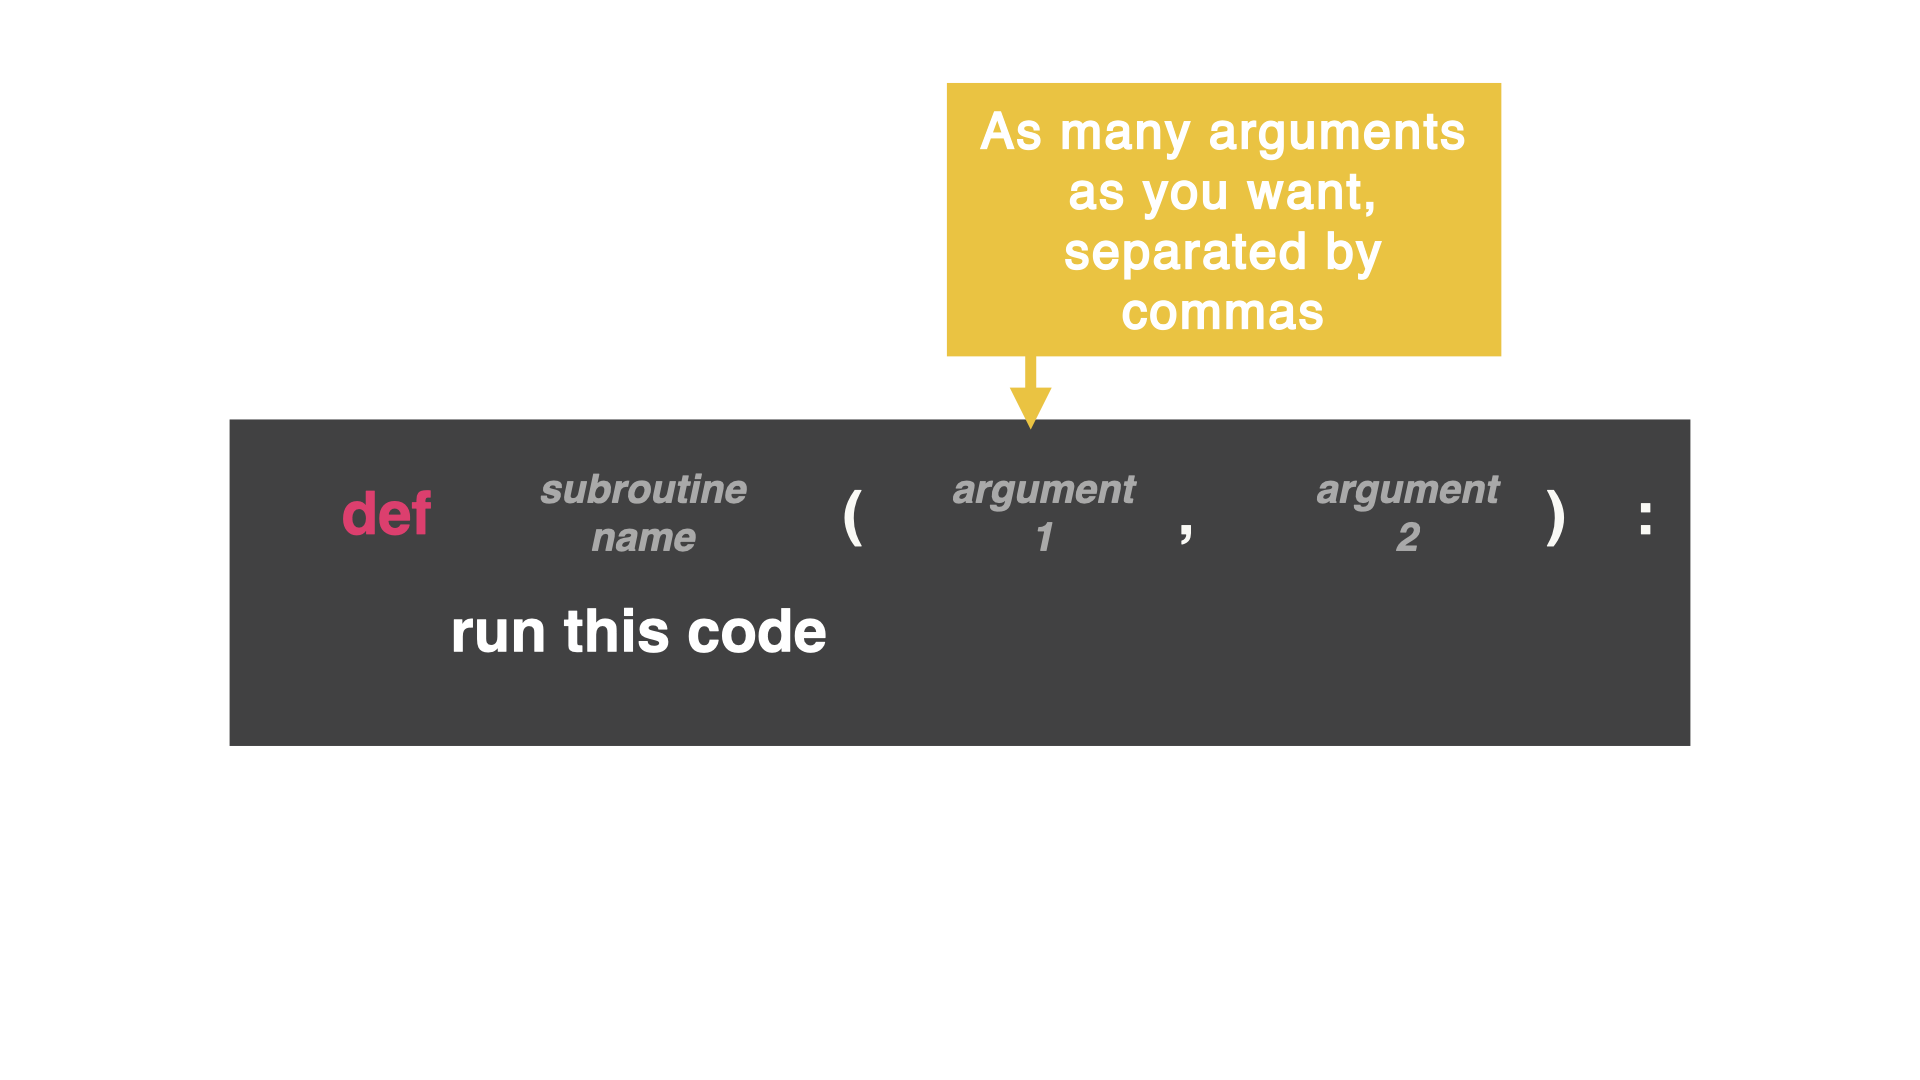 As many arguments
as you want,
separated by
commas
def subroutine name ( argument 1 , argument 2 ) :
run this code